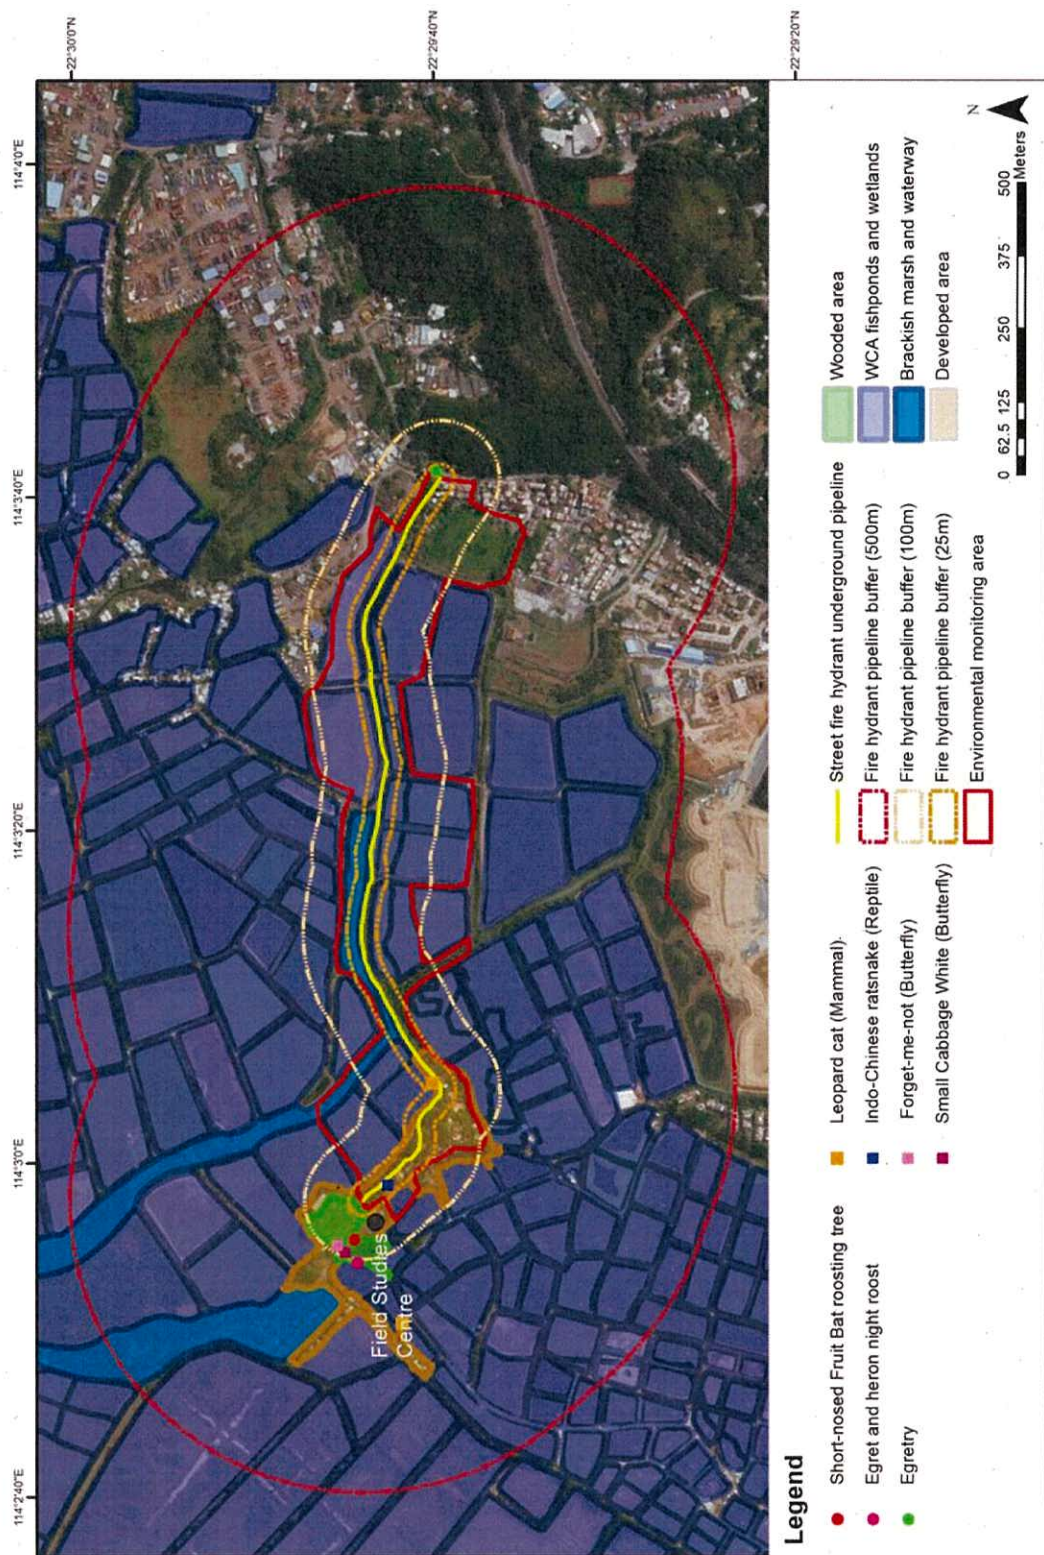 114°2'40"E
114°3'0"E
114°3'20"E
114°3'40"E
114°4'0"E
22°30'0"N
22°29'40"N
22°29'20"N
Field Studies
Centre
Legend
Short-nosed Fruit Bat roosting tree
Egret and heron night roost
Egretry
Leopard cat (Mammal)
Indo-Chinese ratsnake (Reptile)
Forget-me-not (Butterfly)
Small Cabbage White (Butterfly)
Street fire hydrant underground pipeline
Fire hydrant pipeline buffer (500m)
Fire hydrant pipeline buffer (100m)
Fire hydrant pipeline buffer (25m)
Environmental monitoring area
Wooded area
WCA fishponds and wetlands
Brackish marsh and waterway
Developed area
N
0 62.5 125 250 375 500
Meters